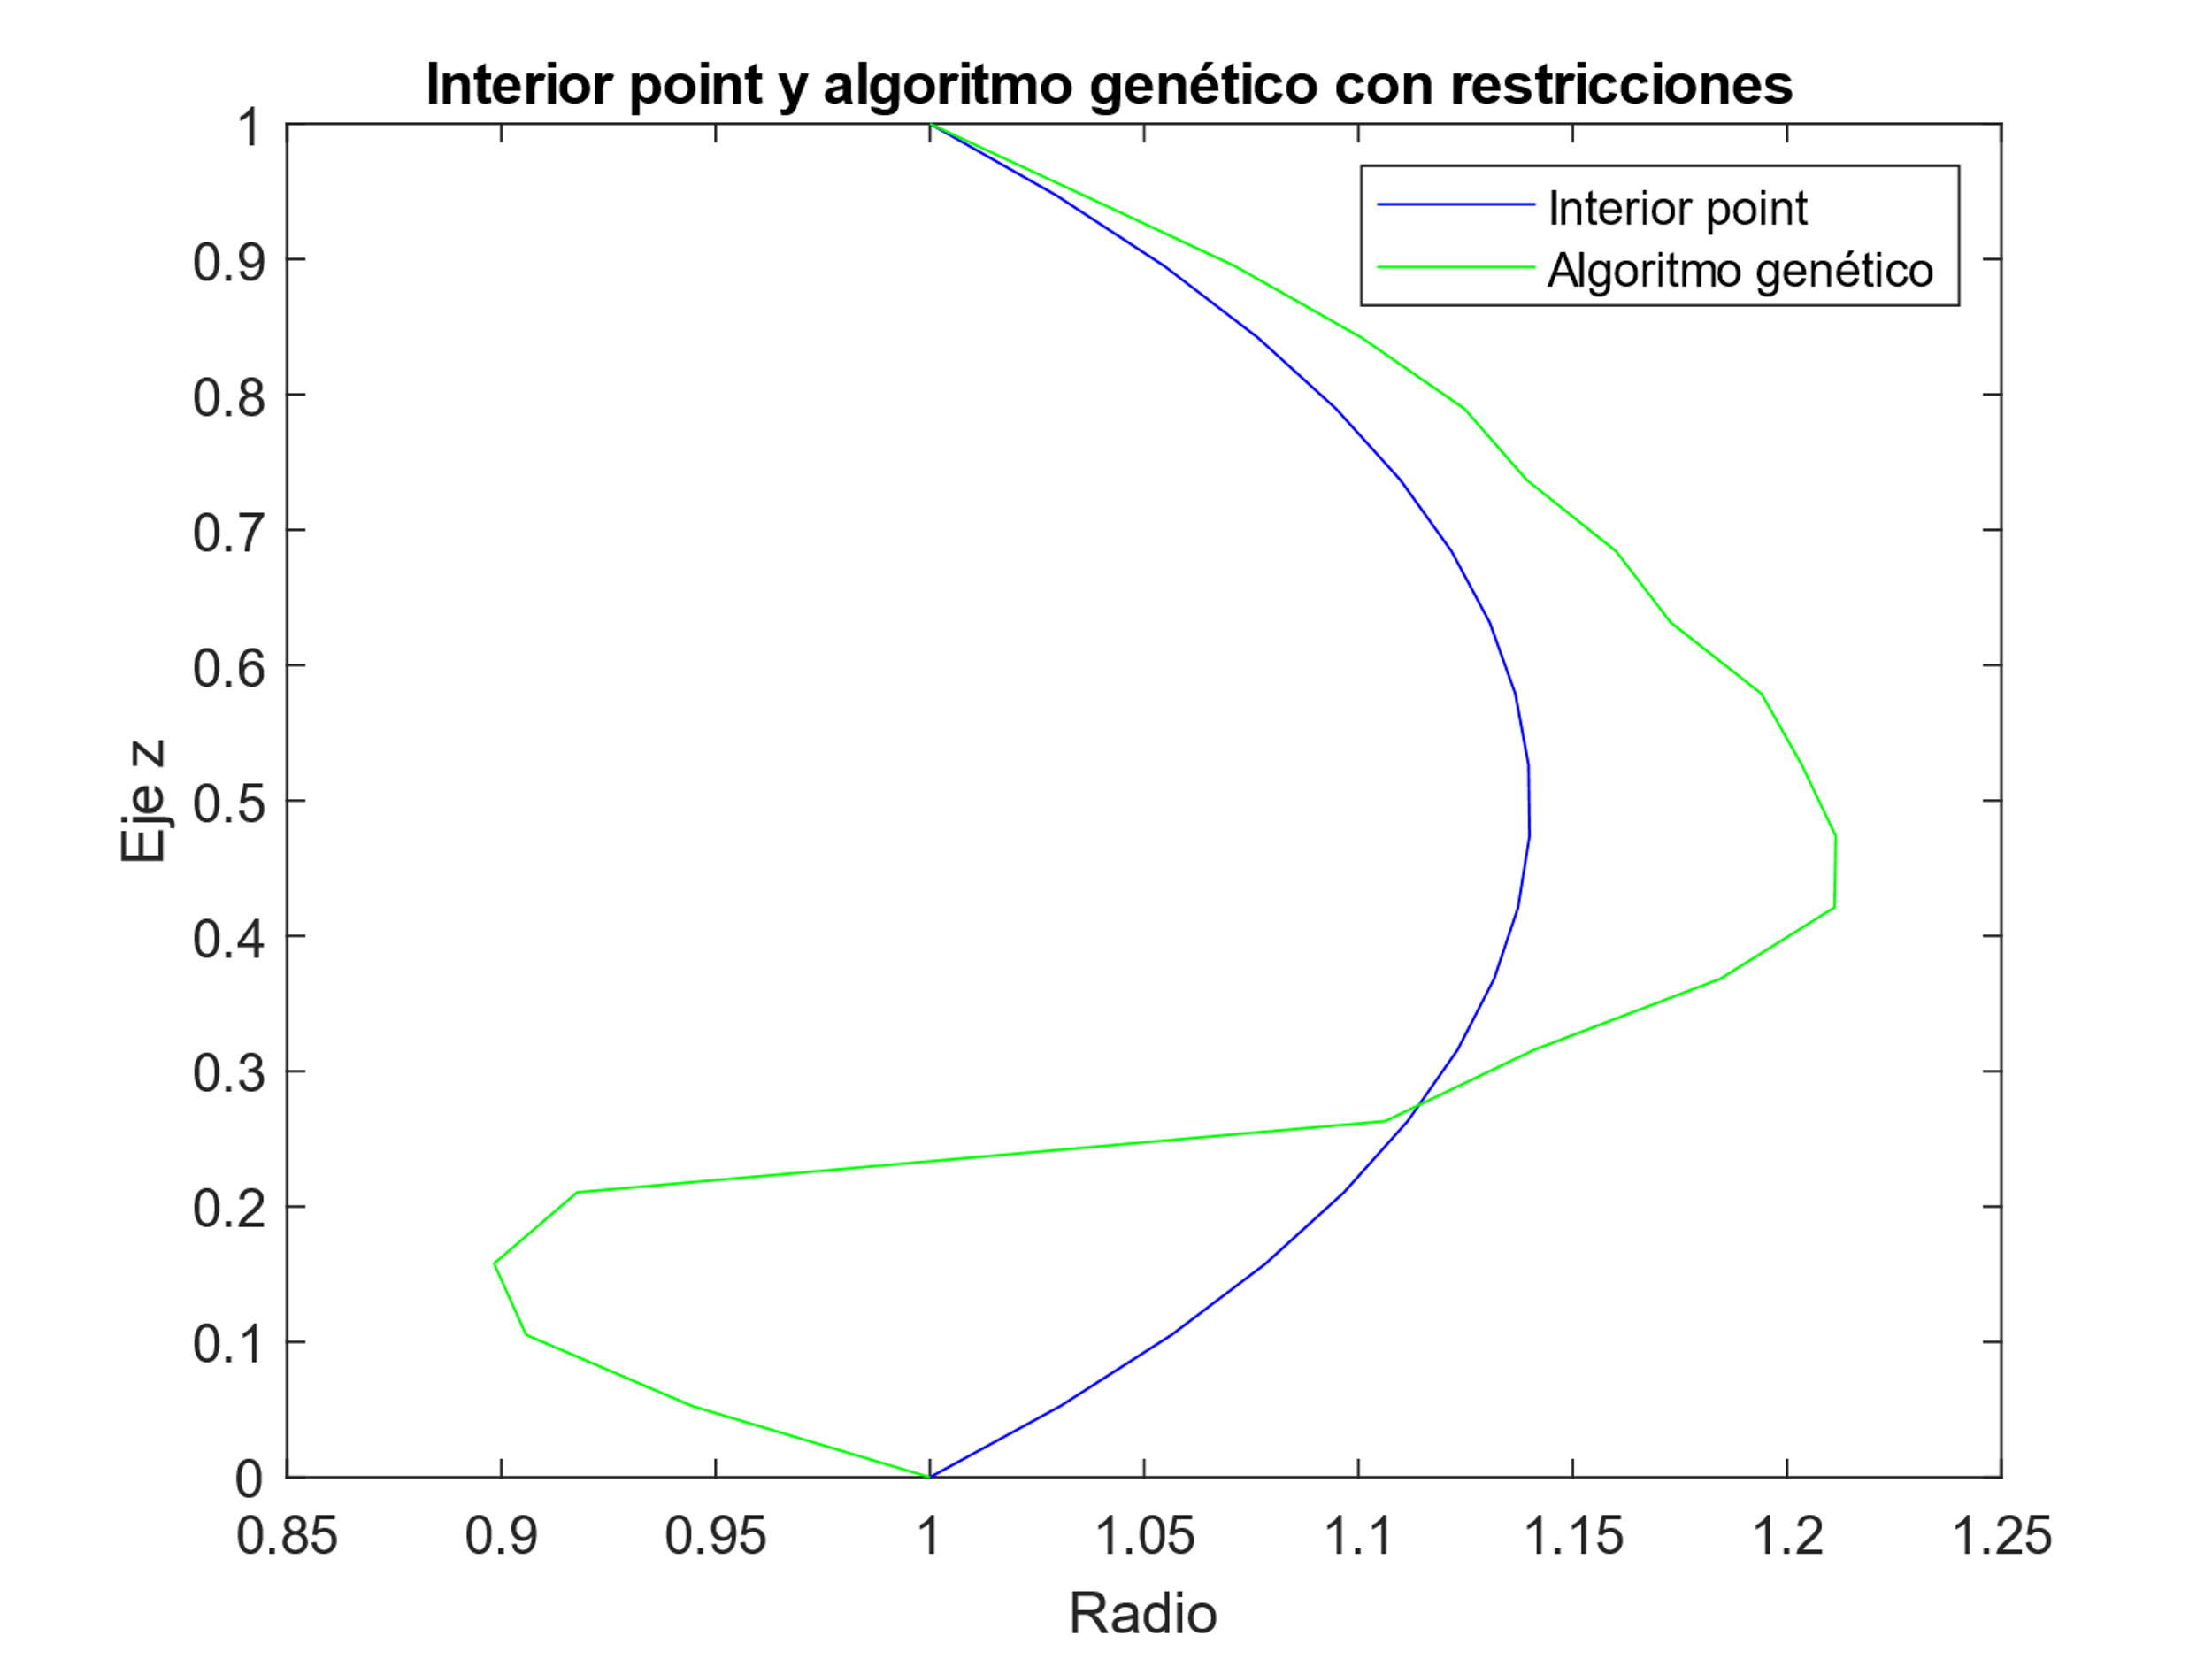 Interior point y algoritmo genético con restricciones
Interior point
Algoritmo genético
1
0.9
0.8
0.7
0.6
0.5
0.4
0.3
0.2
0.1
0
Eje z
0.85 0.9 0.95 1 1.05 1.1 1.15 1.2 1.25
Radio